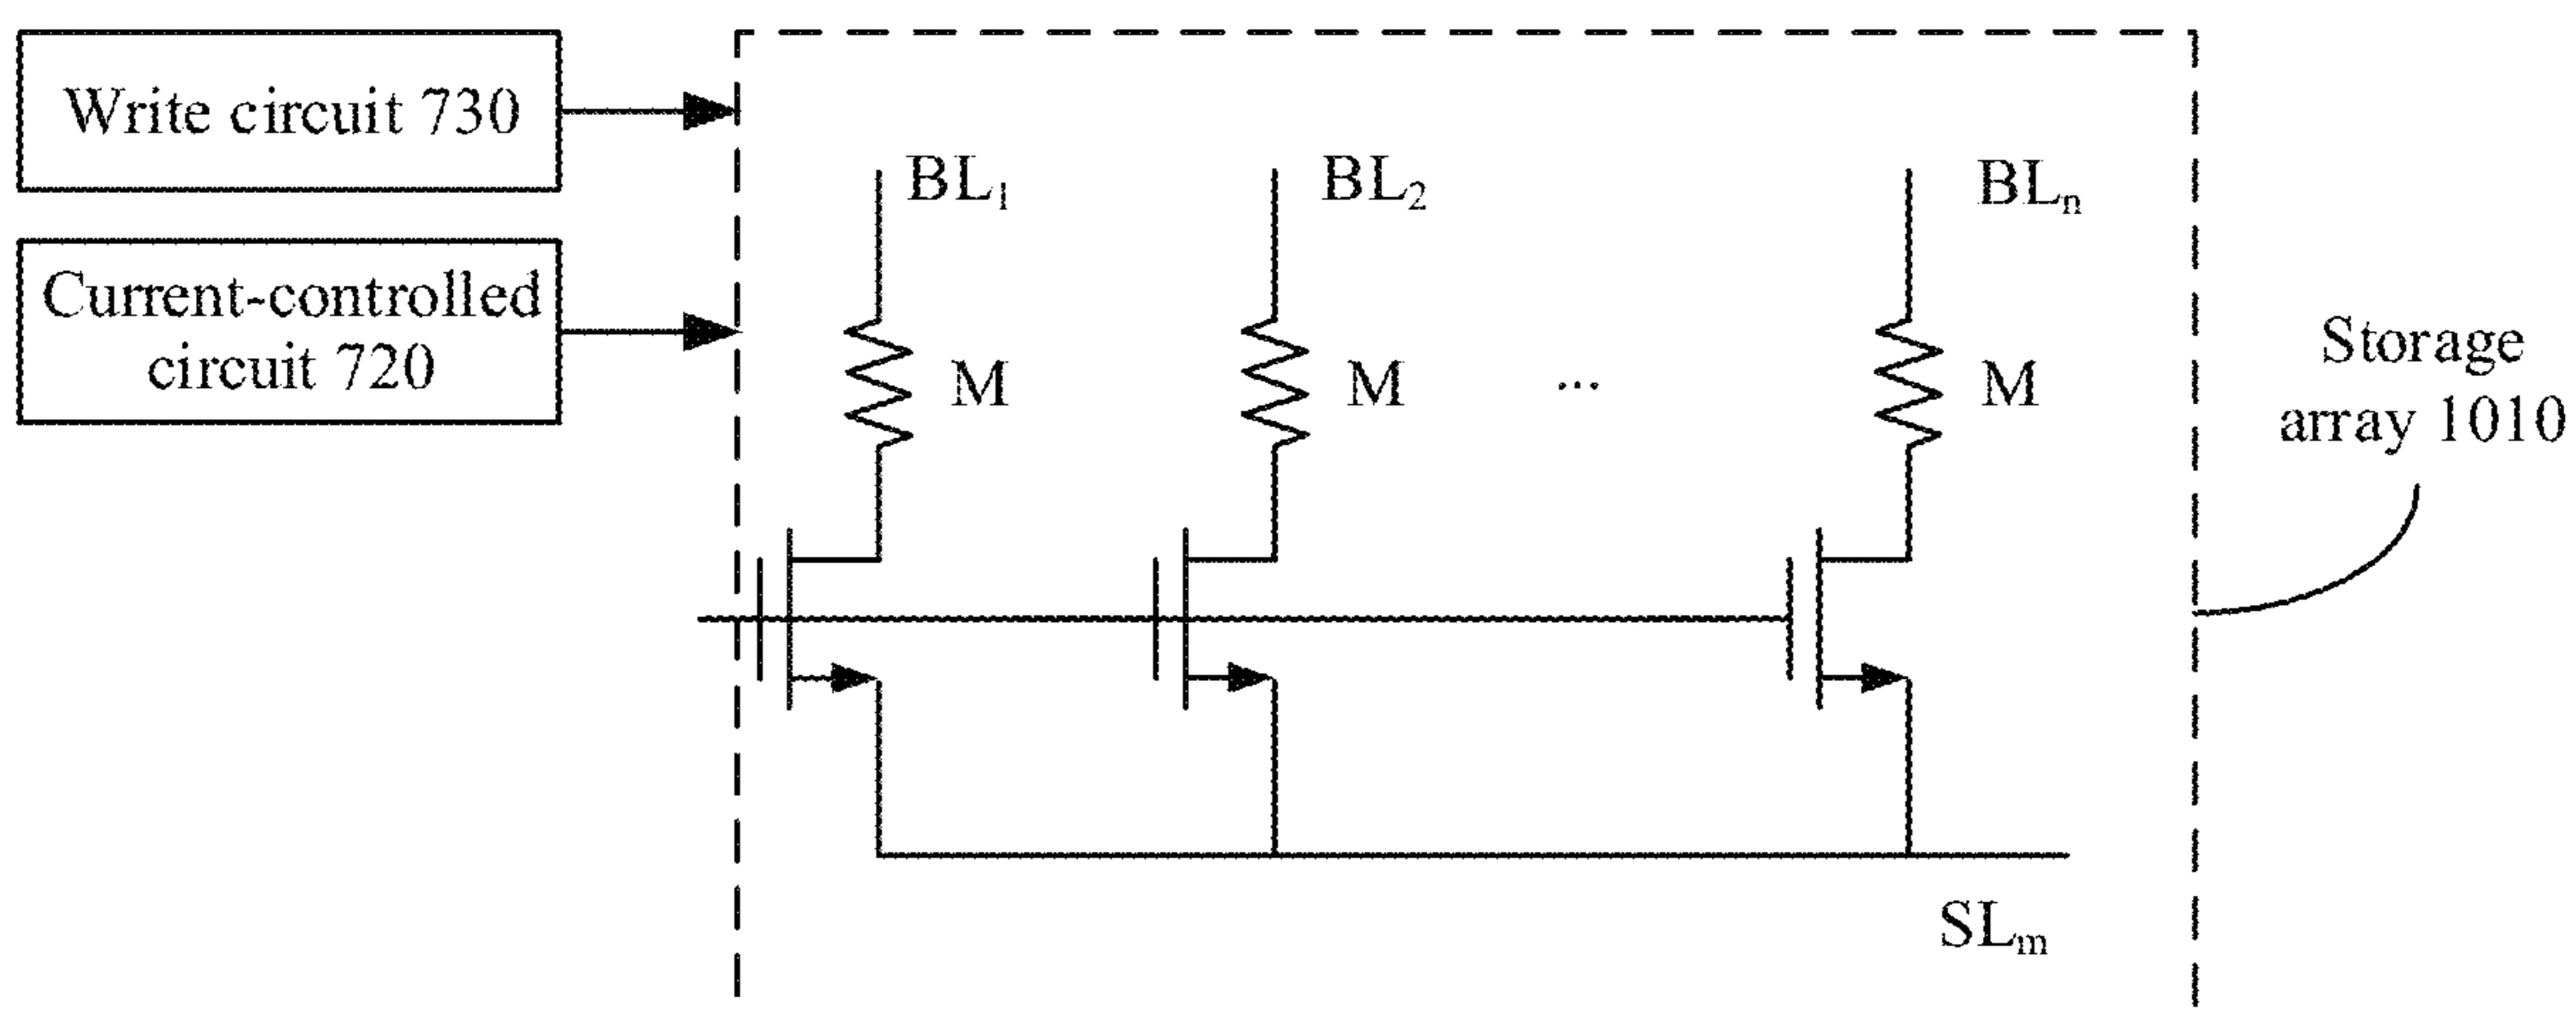 Write circuit 730
Current-controlled
circuit 720
BL₁
BL₂
BLₙ
M
M
...
M
Storage
array 1010
SLₘ